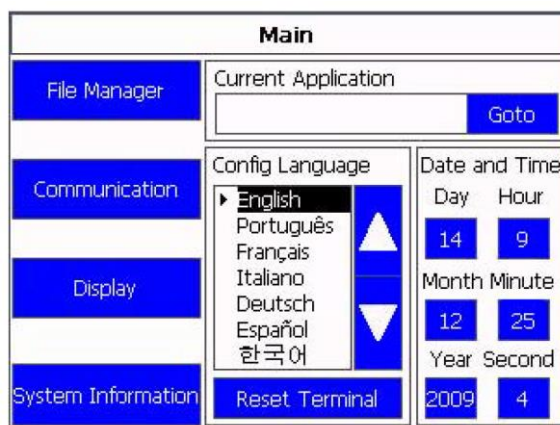 Main
File Manager
Communication
Display
System Information
Current Application
Goto
Config Language
English
Português
Français
Italiano
Deutsch
Español
한국어
Reset Terminal
Date and Time
Day Hour
14 9
Month Minute
12 25
Year Second
2009 4